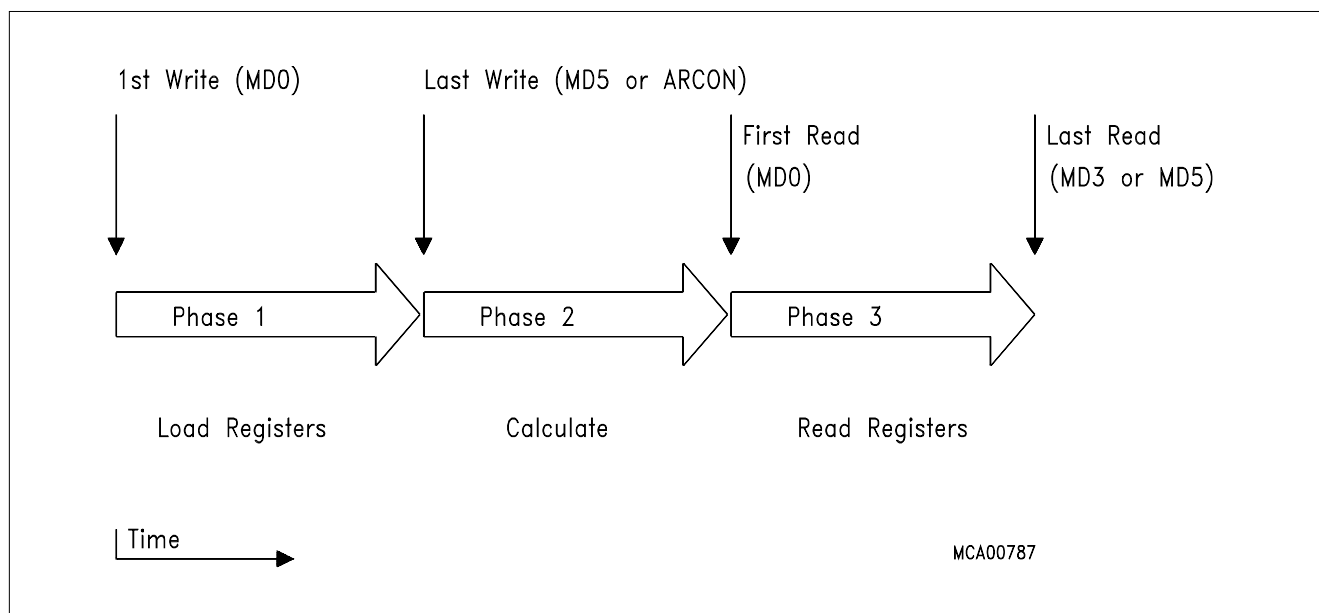 1st Write (MD0)
Last Write (MD5 or ARCON)
First Read
(MD0)
Last Read
(MD3 or MD5)
Phase 1
Phase 2
Phase 3
Load Registers
Calculate
Read Registers
Time
MCA00787